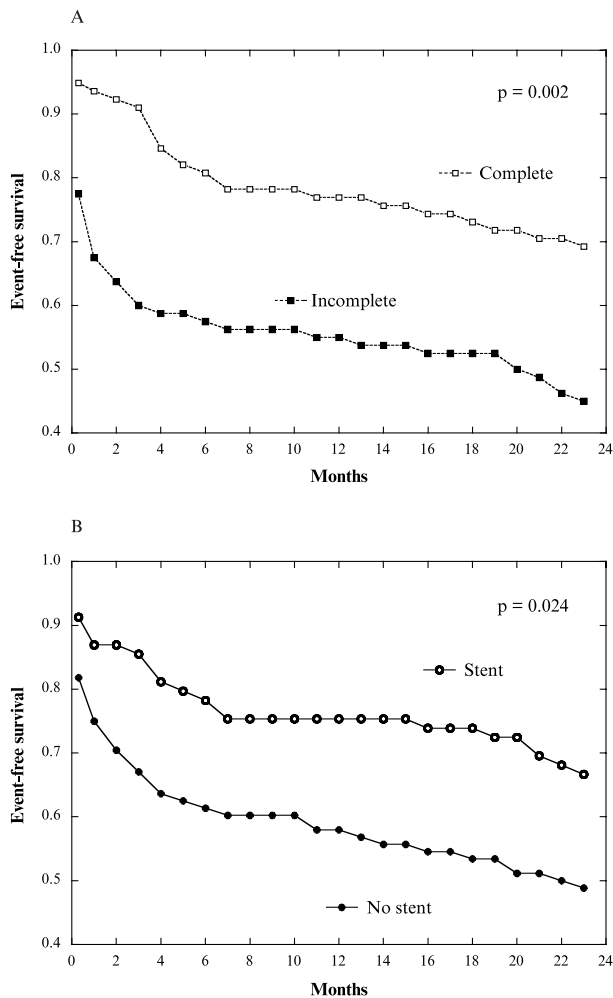 A
1.0
0.9
0.8
0.7
0.6
0.5
0.4
Event-free survival
p = 0.002
Complete
Incomplete
0 2 4 6 8 10 12 14 16 18 20 22 24
Months
B
1.0
0.9
0.8
0.7
0.6
0.5
0.4
Event-free survival
p = 0.024
Stent
No stent
0 2 4 6 8 10 12 14 16 18 20 22 24
Months